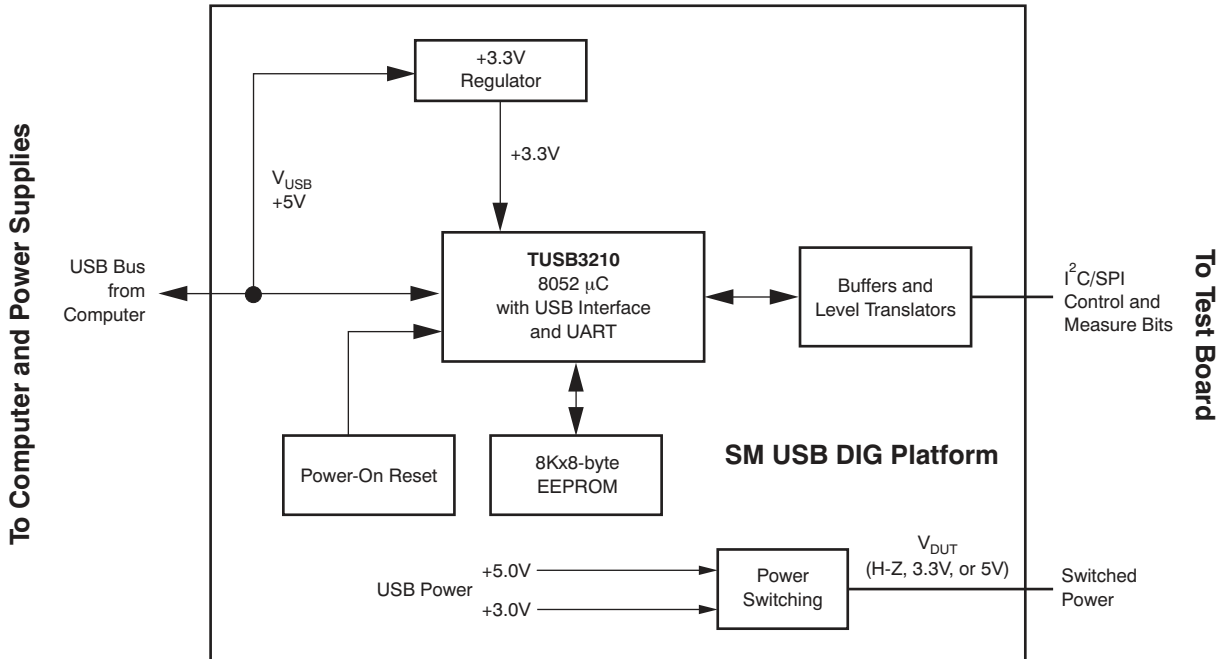 To Computer and Power Supplies
+3.3V
Regulator
+3.3V
V_USB
+5V
USB Bus
from
Computer
TUSB3210
8052 μC
with USB Interface
and UART
Buffers and
Level Translators
I²C/SPI
Control and
Measure Bits
To Test Board
Power-On Reset
8Kx8-byte
EEPROM
SM USB DIG Platform
USB Power
+5.0V
+3.0V
Power
Switching
V_DUT
(H-Z, 3.3V, or 5V)
Switched
Power